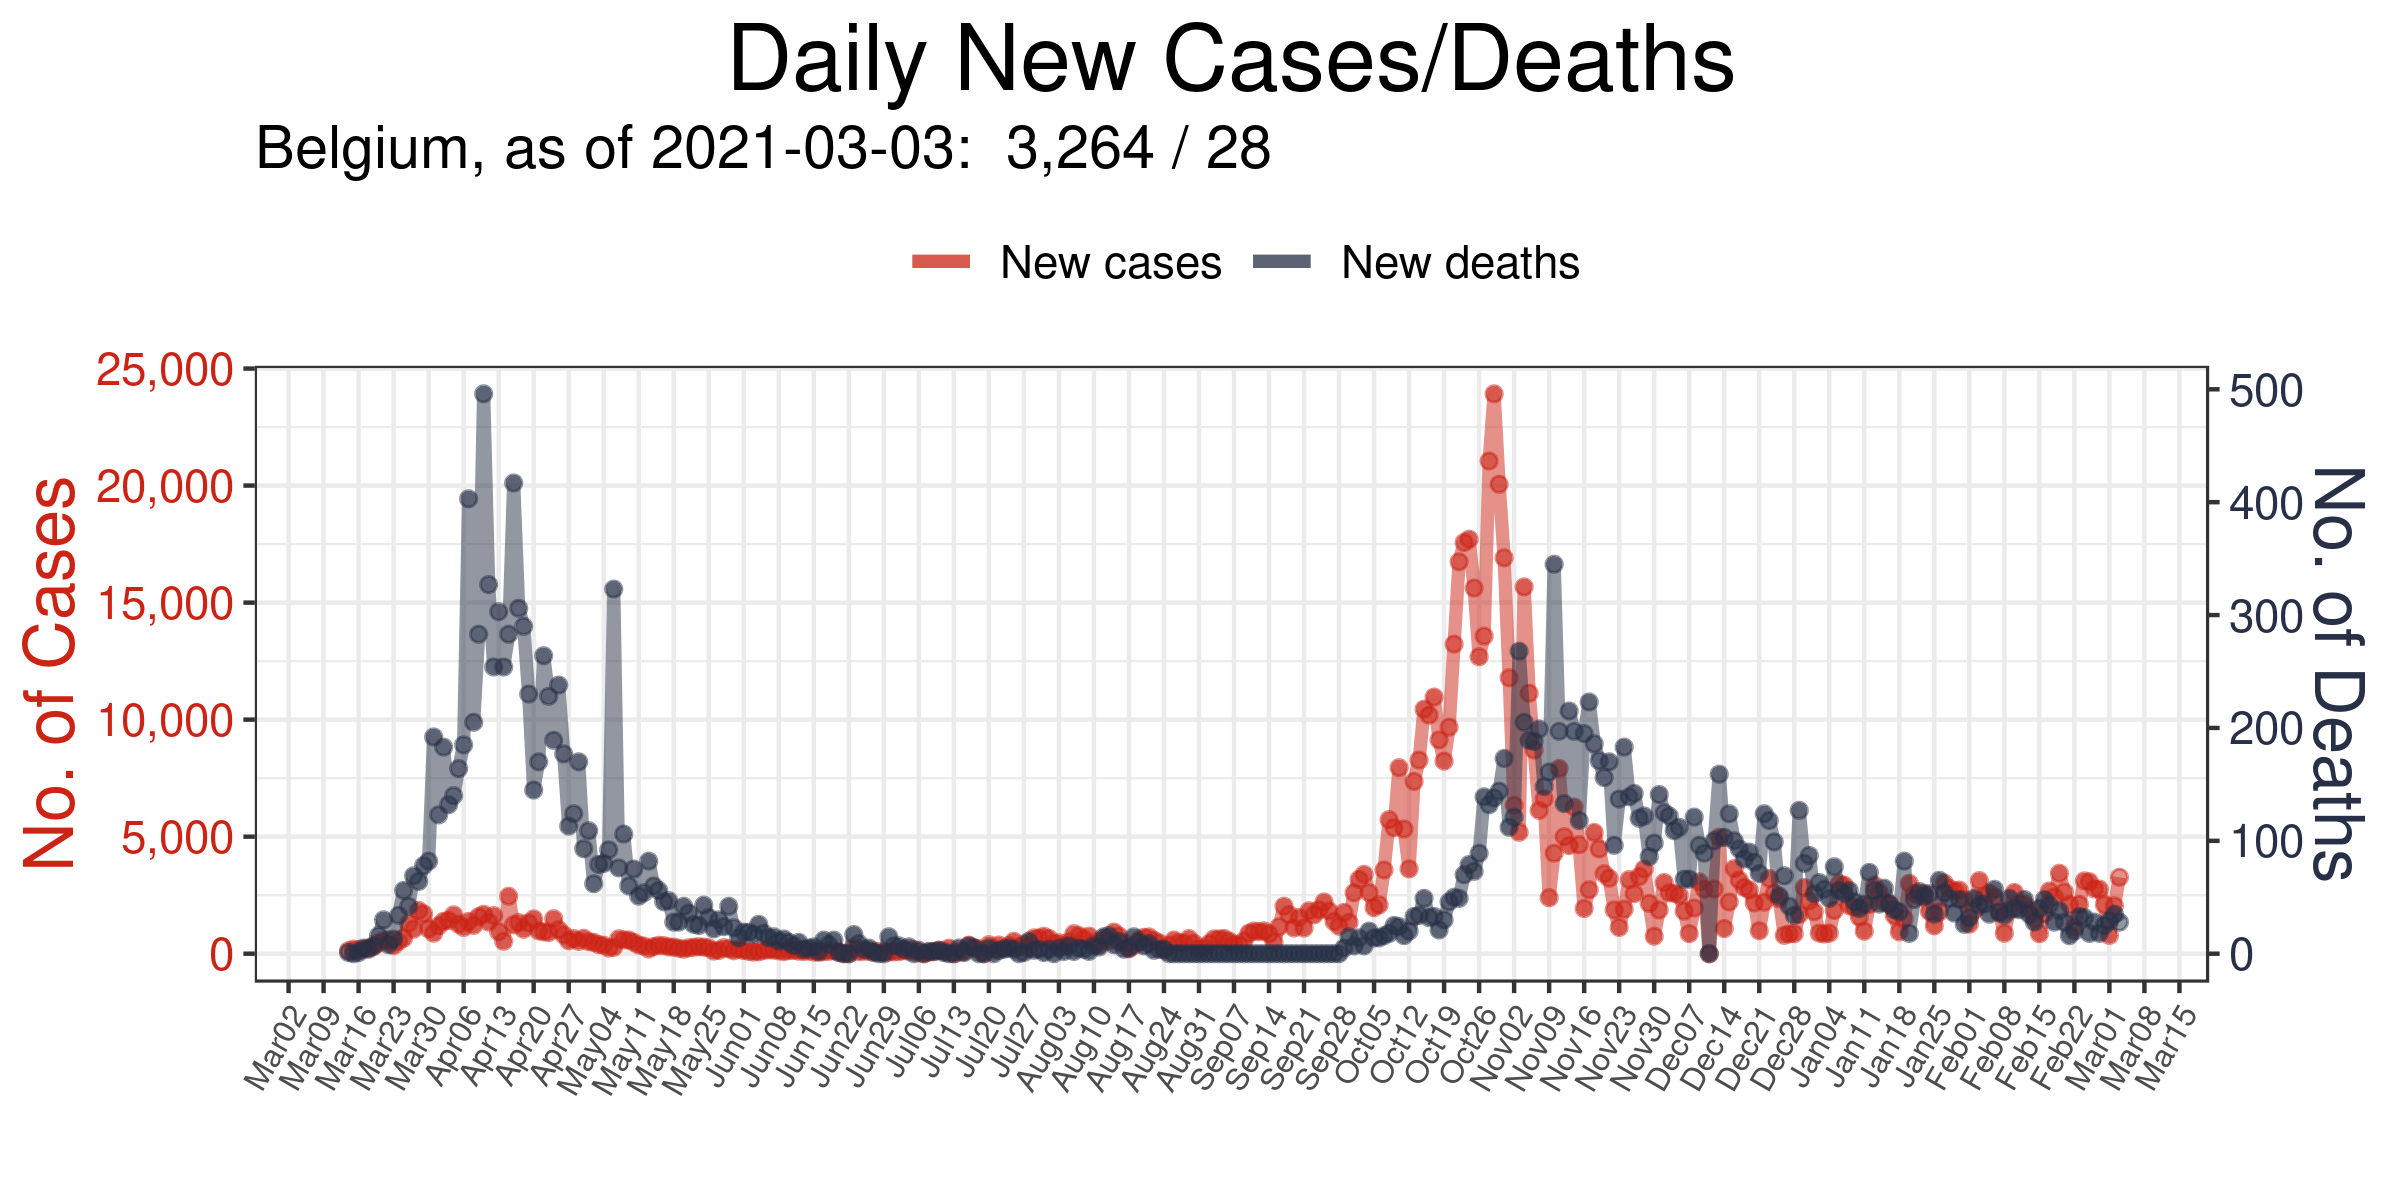 Daily New Cases/Deaths
Belgium, as of 2021-03-03:  3,264 / 28
New cases
New deaths
No. of Cases
25,000
20,000
15,000
10,000
5,000
0
500
400
300
200
100
0
No. of Deaths
Mar02
Mar09
Mar16
Mar23
Mar30
Apr06
Apr13
Apr20
Apr27
May04
May11
May18
May25
Jun01
Jun08
Jun15
Jun22
Jun29
Jul06
Jul13
Jul20
Jul27
Aug03
Aug10
Aug17
Aug24
Aug31
Sep07
Sep14
Sep21
Sep28
Oct05
Oct12
Oct19
Oct26
Nov02
Nov09
Nov16
Nov23
Nov30
Dec07
Dec14
Dec21
Dec28
Jan04
Jan11
Jan18
Jan25
Feb01
Feb08
Feb15
Feb22
Mar01
Mar08
Mar15